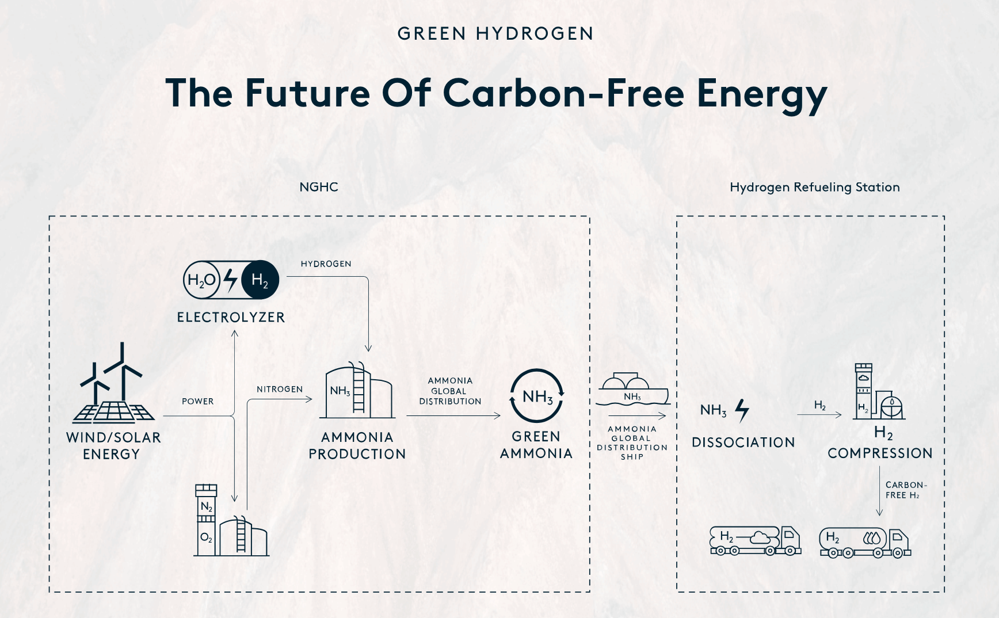 GREEN HYDROGEN
The Future Of Carbon-Free Energy
NGHC
Hydrogen Refueling Station
H₂O
H₂
HYDROGEN
ELECTROLYZER
POWER
NITROGEN
WIND/SOLAR
ENERGY
NH₃
AMMONIA
PRODUCTION
AMMONIA
GLOBAL
DISTRIBUTION
NH₃
GREEN
AMMONIA
N₂
O₂
NH₃
AMMONIA
GLOBAL
DISTRIBUTION
SHIP
NH₃
DISSOCIATION
H₂
H₂
H₂
COMPRESSION
CARBON-
FREE H₂
H₂
H₂